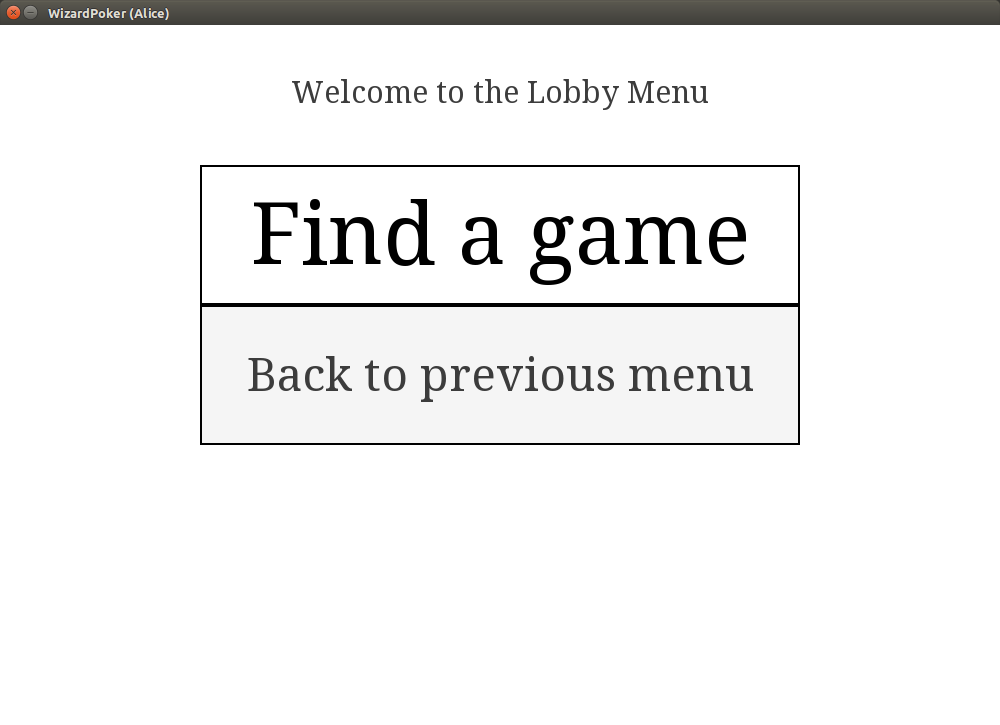 WizardPoker (Alice)
Welcome to the Lobby Menu
Find a game
Back to previous menu